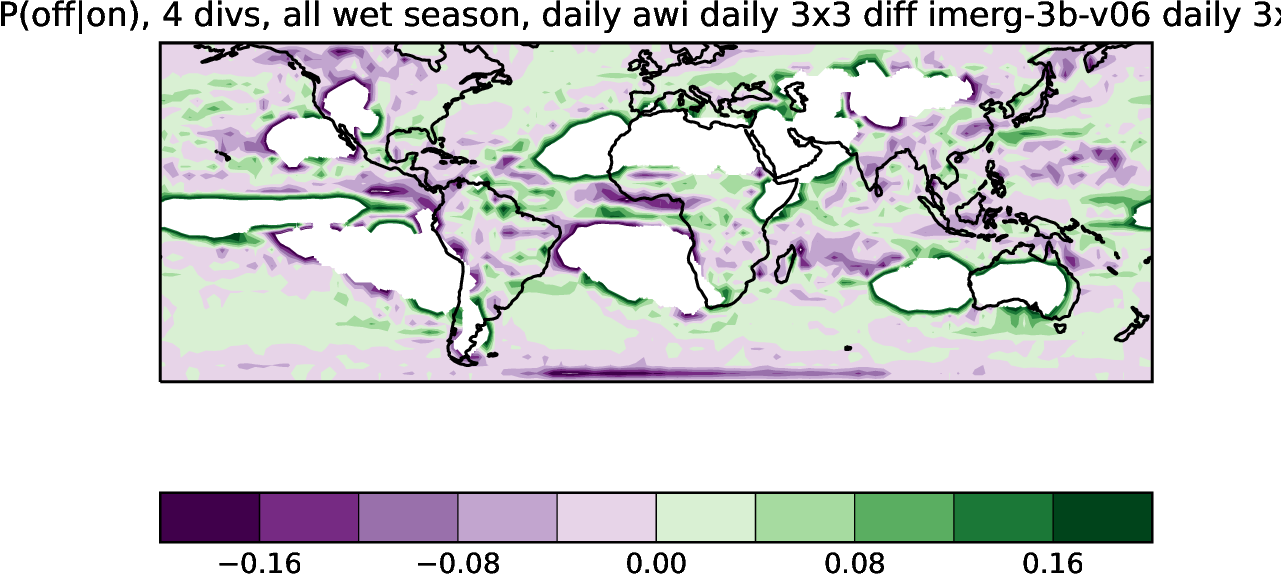 P(off|on), 4 divs, all wet season, daily awi daily 3x3 diff imerg-3b-v06 daily
−0.16 −0.08 0.00 0.08 0.16